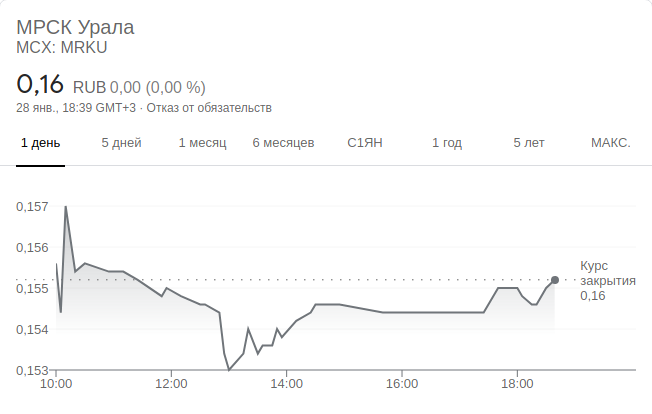 МРСК Урала
MCX: MRKU
0,16 RUB 0,00 (0,00 %)
28 янв., 18:39 GMT+3 · Отказ от обязательств
1 день 5 дней 1 месяц 6 месяцев С1ЯН 1 год 5 лет МАКС.
0,157
0,156
0,155
0,154
0,153
Курс
закрытия
0,16
10:00 12:00 14:00 16:00 18:00